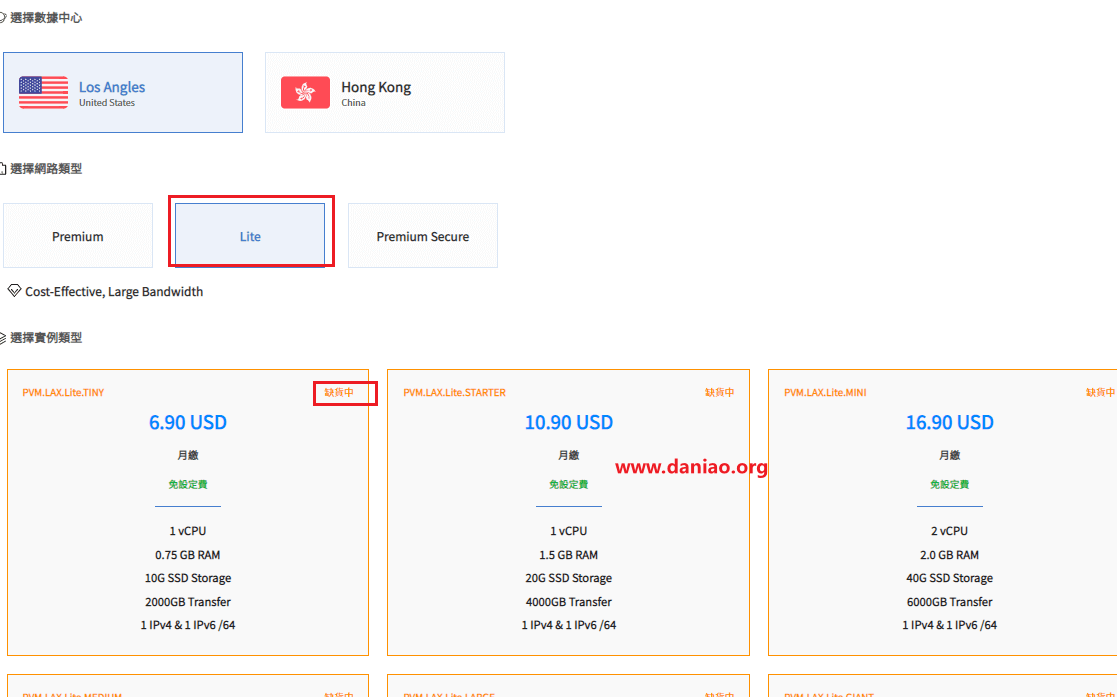 選擇數據中心
Los Angles
United States
Hong Kong
China
選擇網路類型
Premium
Lite
Premium Secure
Cost-Effective, Large Bandwidth
選擇實例類型
PVM.LAX.Lite.TINY
缺貨中
6.90 USD
月繳
免設定費
1 vCPU
0.75 GB RAM
10G SSD Storage
2000GB Transfer
1 IPv4 & 1 IPv6 /64
PVM.LAX.Lite.STARTER
缺貨中
10.90 USD
月繳
免設定費
1 vCPU
1.5 GB RAM
20G SSD Storage
4000GB Transfer
1 IPv4 & 1 IPv6 /64
PVM.LAX.Lite.MINI
缺貨中
16.90 USD
月繳
免設定費
2 vCPU
2.0 GB RAM
40G SSD Storage
6000GB Transfer
1 IPv4 & 1 IPv6 /64
www.daniao.org
PVM.LAX.Lite.MEDIUM
缺貨中
PVM.LAX.Lite.LARGE
缺貨中
PVM.LAX.Lite.GIANT
缺貨中